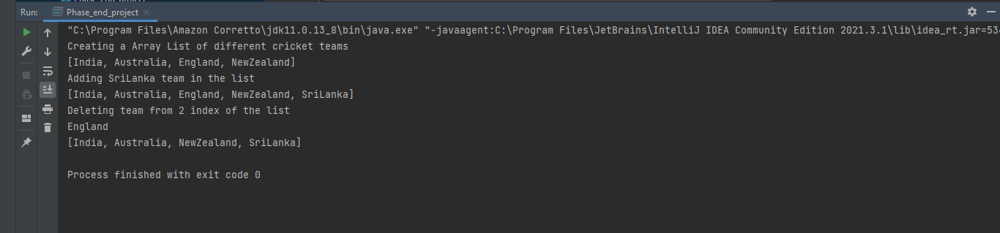 Run: Phase_end_project
"C:\Program Files\Amazon Corretto\jdk11.0.13_8\bin\java.exe" "-javaagent:C:\Program Files\JetBrains\IntelliJ IDEA Community Edition 2021.3.1\lib\idea_rt.jar=534
Creating a Array List of different cricket teams
[India, Australia, England, NewZealand]
Adding SriLanka team in the list
[India, Australia, England, NewZealand, SriLanka]
Deleting team from 2 index of the list
England
[India, Australia, NewZealand, SriLanka]
Process finished with exit code 0